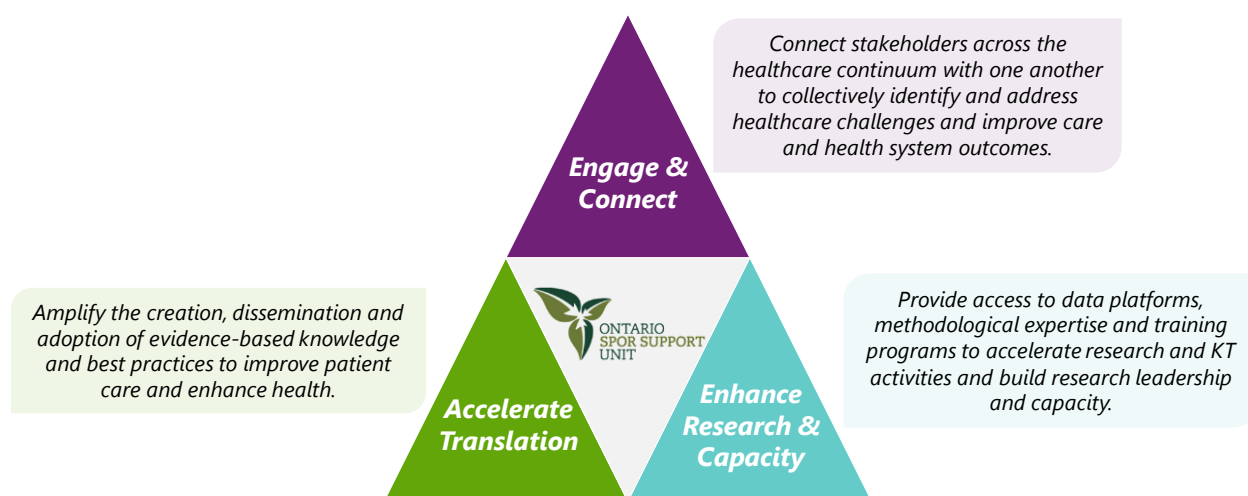 Connect stakeholders across the
healthcare continuum with one another
to collectively identify and address
healthcare challenges and improve care
and health system outcomes.
Engage &
Connect
Amplify the creation, dissemination and
adoption of evidence-based knowledge
and best practices to improve patient
care and enhance health.
ONTARIO
SPOR SUPPORT
UNIT
Provide access to data platforms,
methodological expertise and training
programs to accelerate research and KT
activities and build research leadership
and capacity.
Accelerate
Translation
Enhance
Research &
Capacity